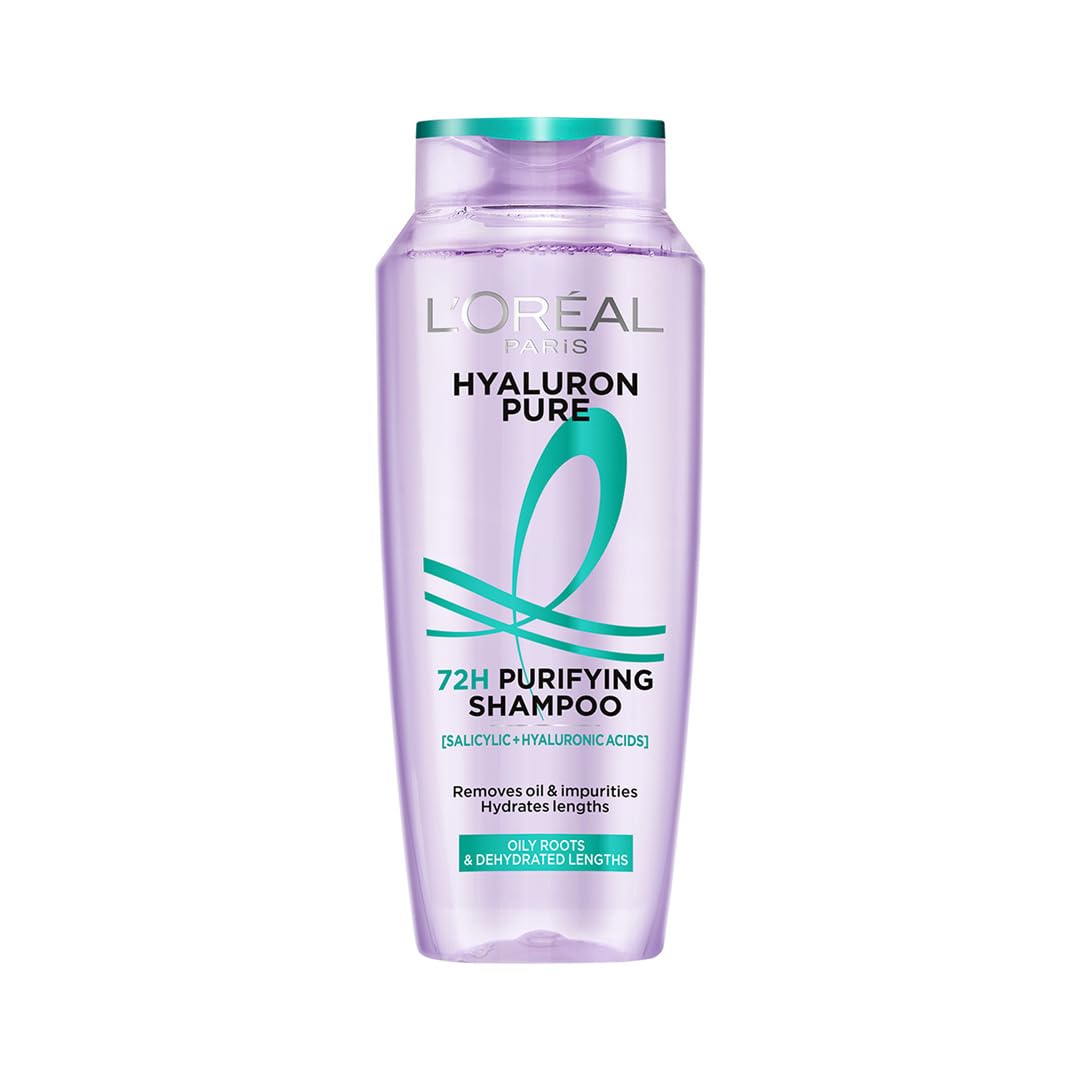 L'ORÉAL
PARiS
HYALURON
PURE
72H PURIFYING
SHAMPOO
[SALICYLIC + HYALURONIC ACIDS]
Removes oil & impurities
Hydrates lengths
OILY ROOTS
& DEHYDRATED LENGTHS